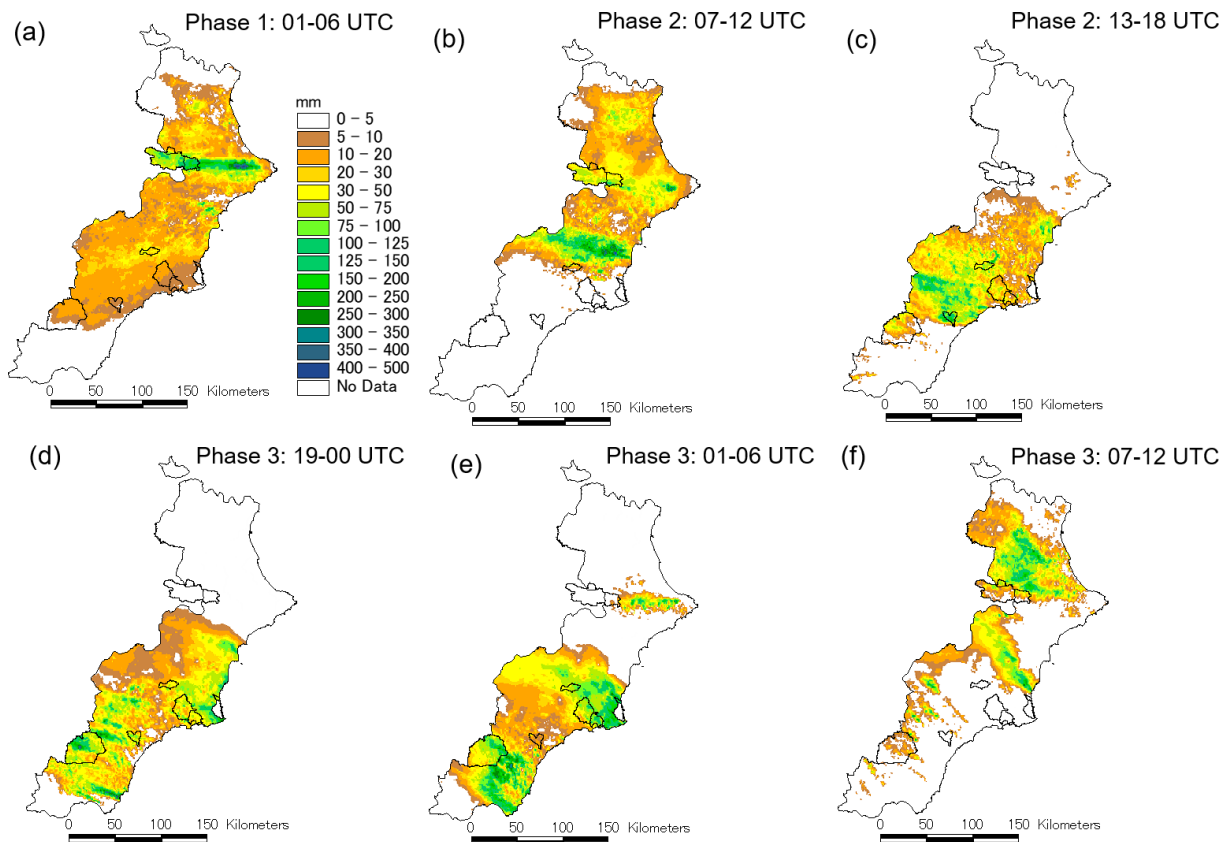 (a)
Phase 1: 01-06 UTC
(b)
Phase 2: 07-12 UTC
(c)
Phase 2: 13-18 UTC
mm
0 - 5
5 - 10
10 - 20
20 - 30
30 - 50
50 - 75
75 - 100
100 - 125
125 - 150
150 - 200
200 - 250
250 - 300
300 - 350
350 - 400
400 - 500
No Data
0 50 100 150 Kilometers
0 50 100 150 Kilometers
0 50 100 150 Kilometers
(d)
Phase 3: 19-00 UTC
(e)
Phase 3: 01-06 UTC
(f)
Phase 3: 07-12 UTC
0 50 100 150 Kilometers
0 50 100 150 Kilometers
0 50 100 150 Kilometers